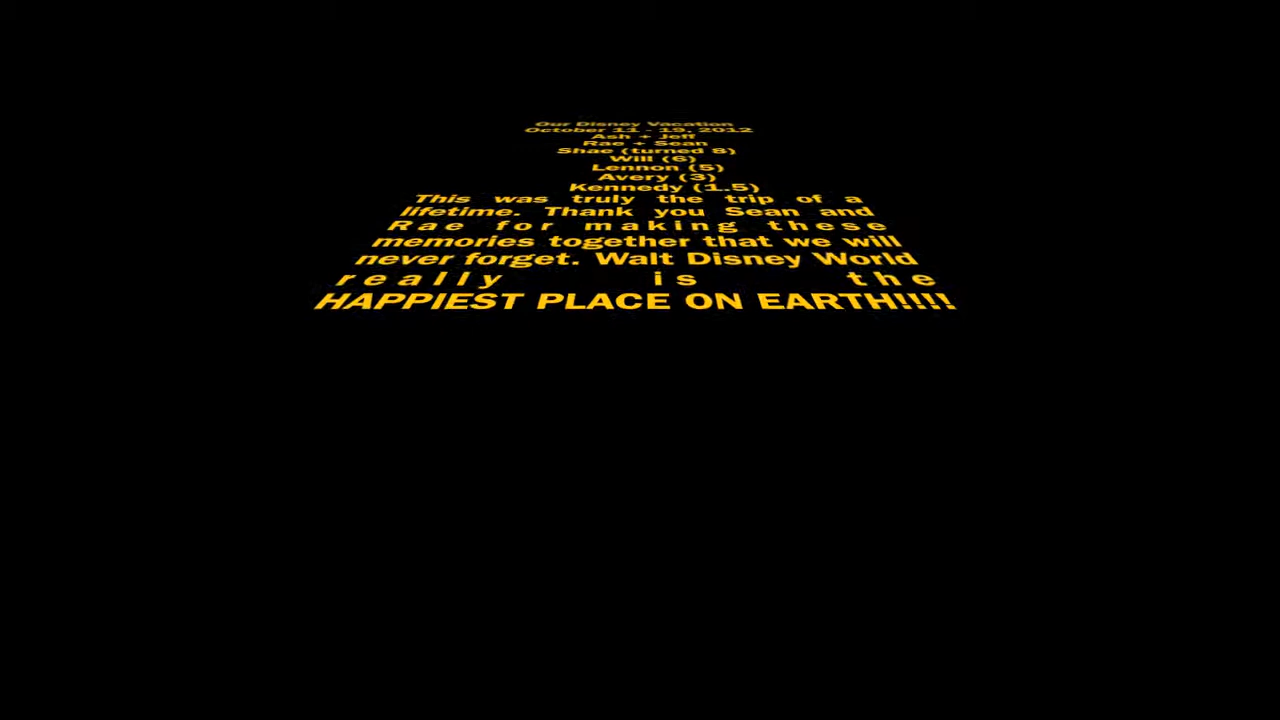 Our Disney Vacation
October 11 - 19, 2012
Ash + Jeff
Rae + Sean
Shae (turned 8)
Will (6)
Lennon (5)
Avery (3)
Kennedy (1.5)
This was truly the trip of a
lifetime. Thank you Sean and
Rae for making these
memories together that we will
never forget. Walt Disney World
really is the
HAPPIEST PLACE ON EARTH!!!!